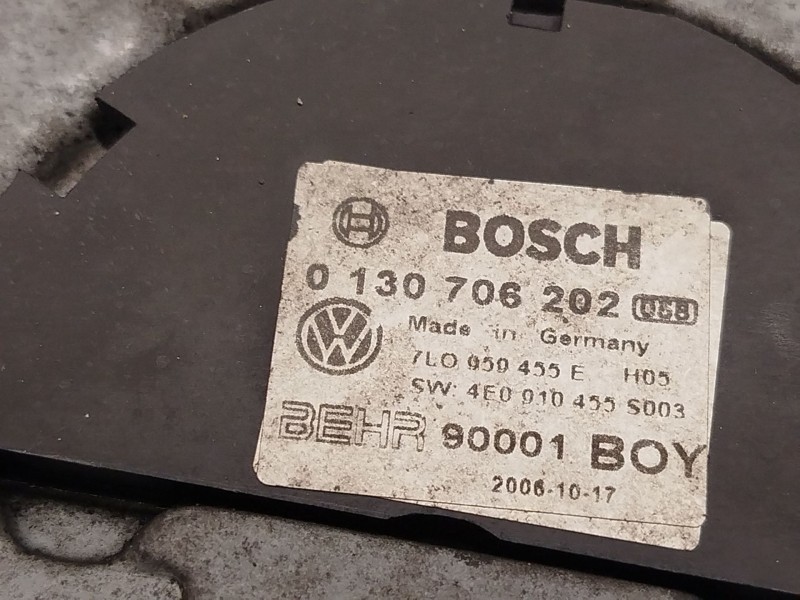 BOSCH
0 130 706 202
Made in Germany
7L0 959 455 E H05
SW: 4E0 910 455 S003
BEHR 90001 BOY
2006-10-17